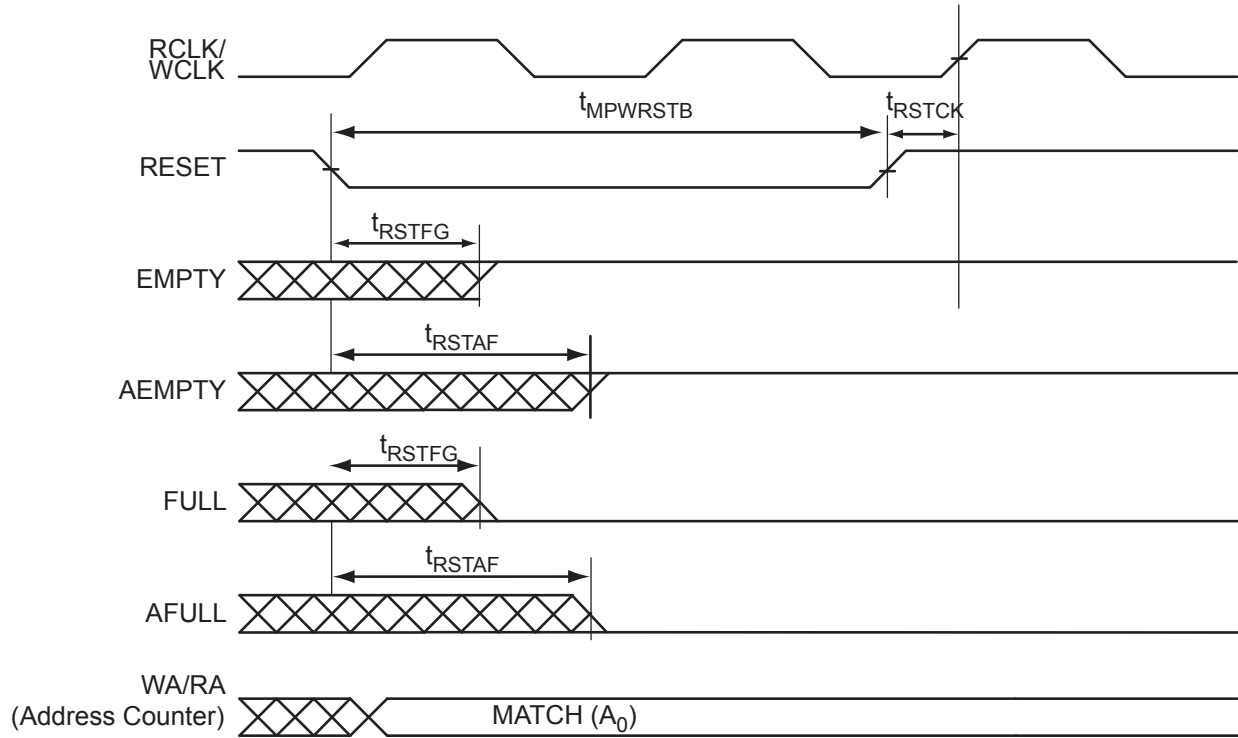 RCLK/
WCLK
tMPWRSTB
tRSTCK
RESET
tRSTFG
EMPTY
tRSTAF
AEMPTY
tRSTFG
FULL
tRSTAF
AFULL
WA/RA
(Address Counter)
MATCH (A0)